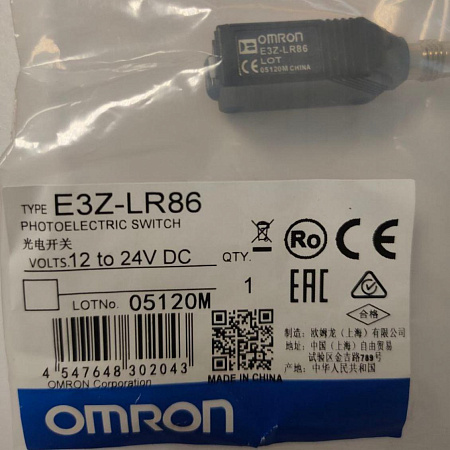 OMRON
E3Z-LR86
LOT
05120M CHINA
TYPE E3Z-LR86
PHOTOELECTRIC SWITCH
光电开关
VOLTS. 12 to 24V DC
QTY.
1
LOTNo. 05120M
Ro
CE
EAC
合格
4 547648 302043
OMRON Corporation
MADE IN CHINA
制造: 欧姆龙(上海)有限公司
地址: 中国(上海)自由贸易
试验区金吉路789号
产地: 中华人民共和国
OMRON